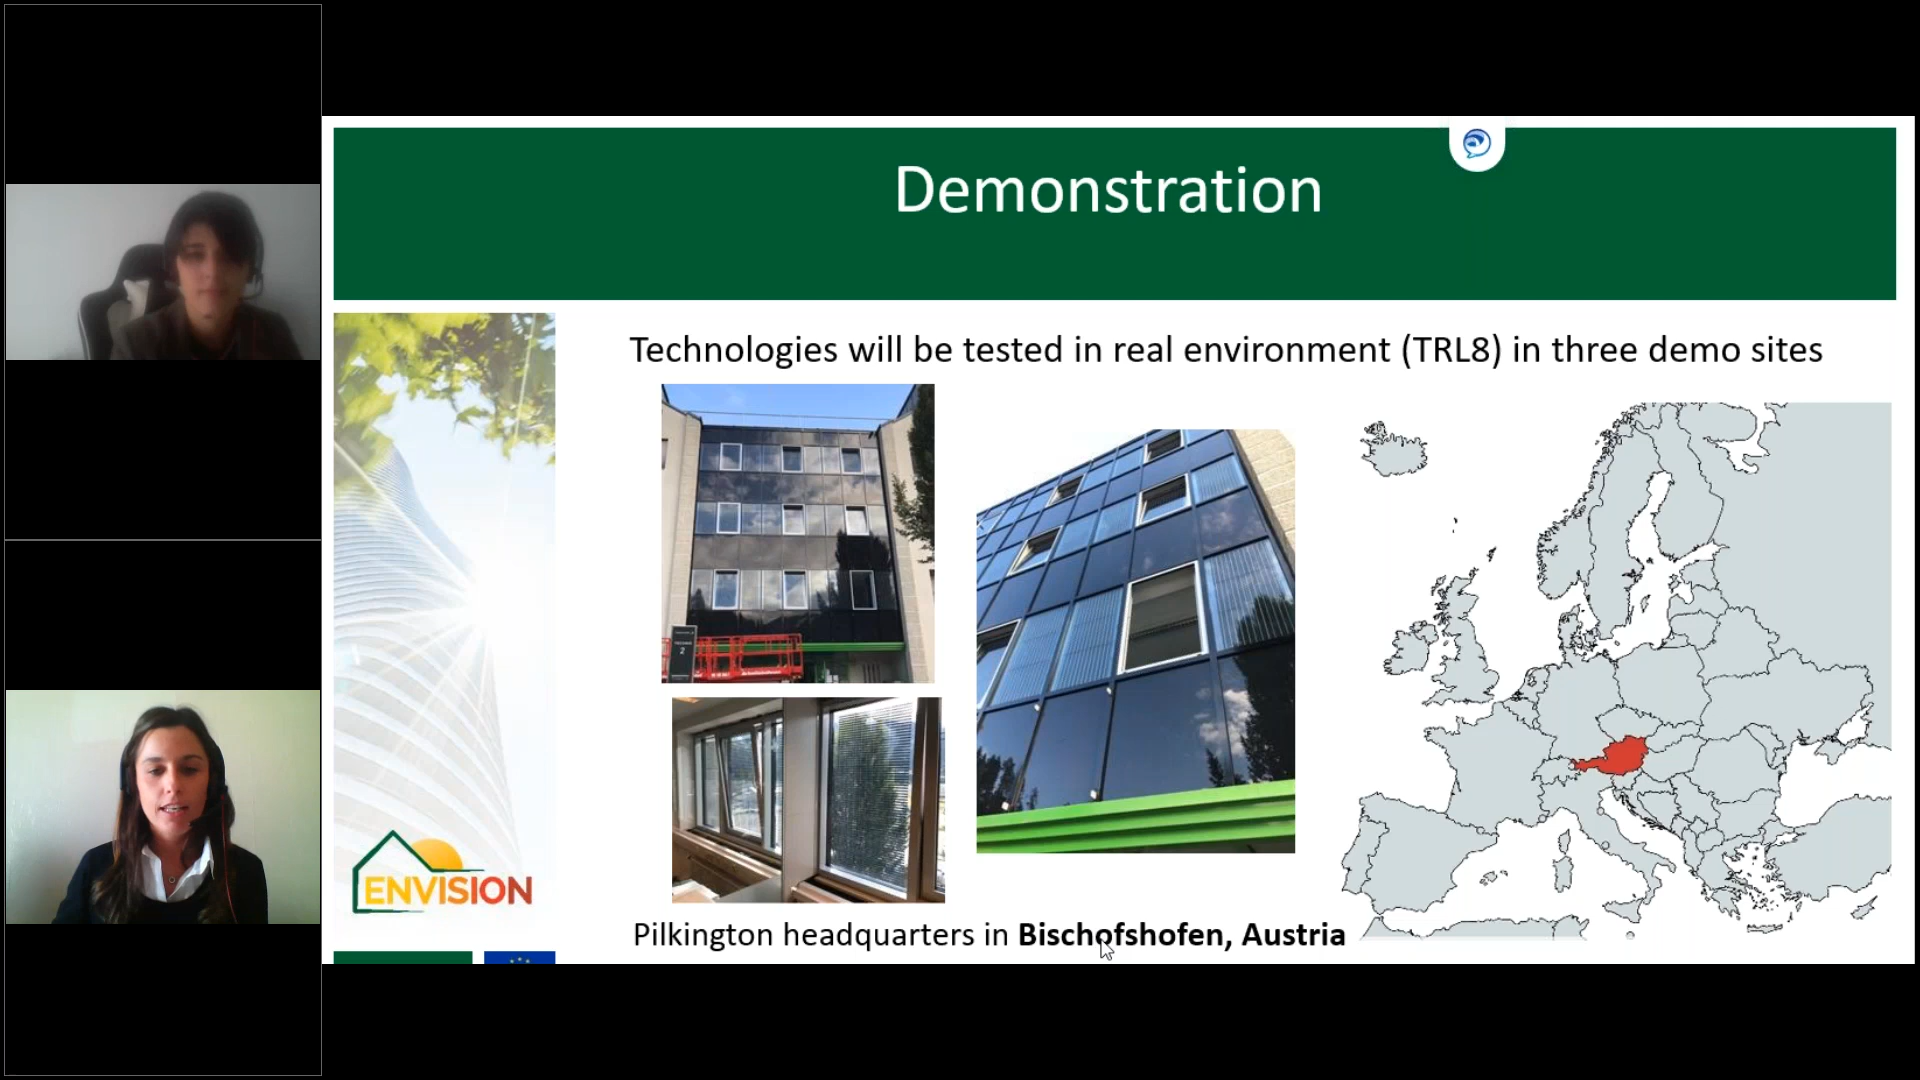 Demonstration
Technologies will be tested in real environment (TRL8) in three demo sites
2
ENVISION
Pilkington headquarters in Bischofshofen, Austria